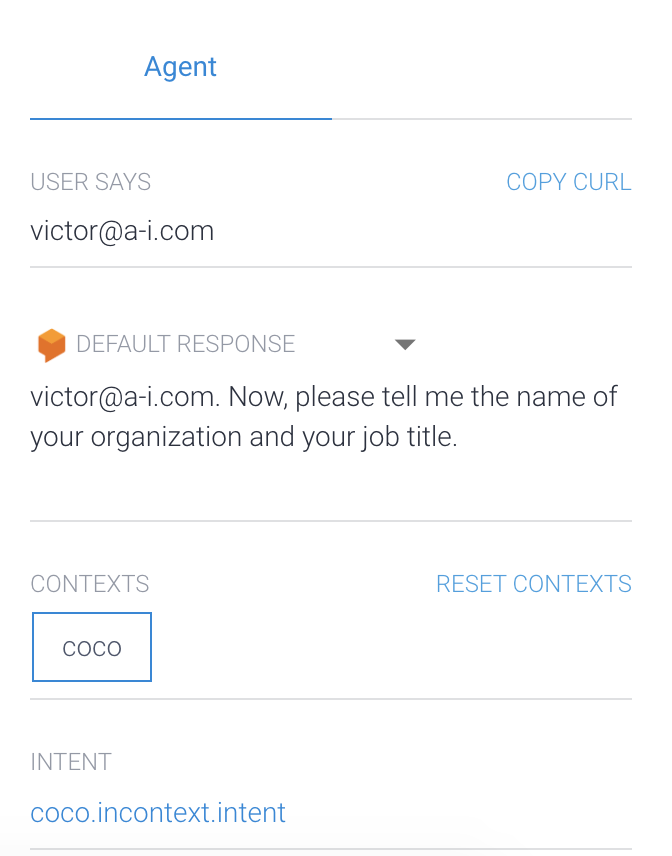 Agent
USER SAYS COPY CURL
victor@a-i.com
DEFAULT RESPONSE
victor@a-i.com. Now, please tell me the name of
your organization and your job title.
CONTEXTS RESET CONTEXTS
coco
INTENT
coco.incontext.intent